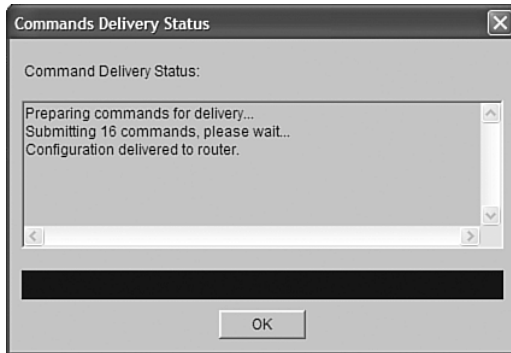 Commands Delivery Status
Command Delivery Status:
Preparing commands for delivery...
Submitting 16 commands, please wait...
Configuration delivered to router.
OK